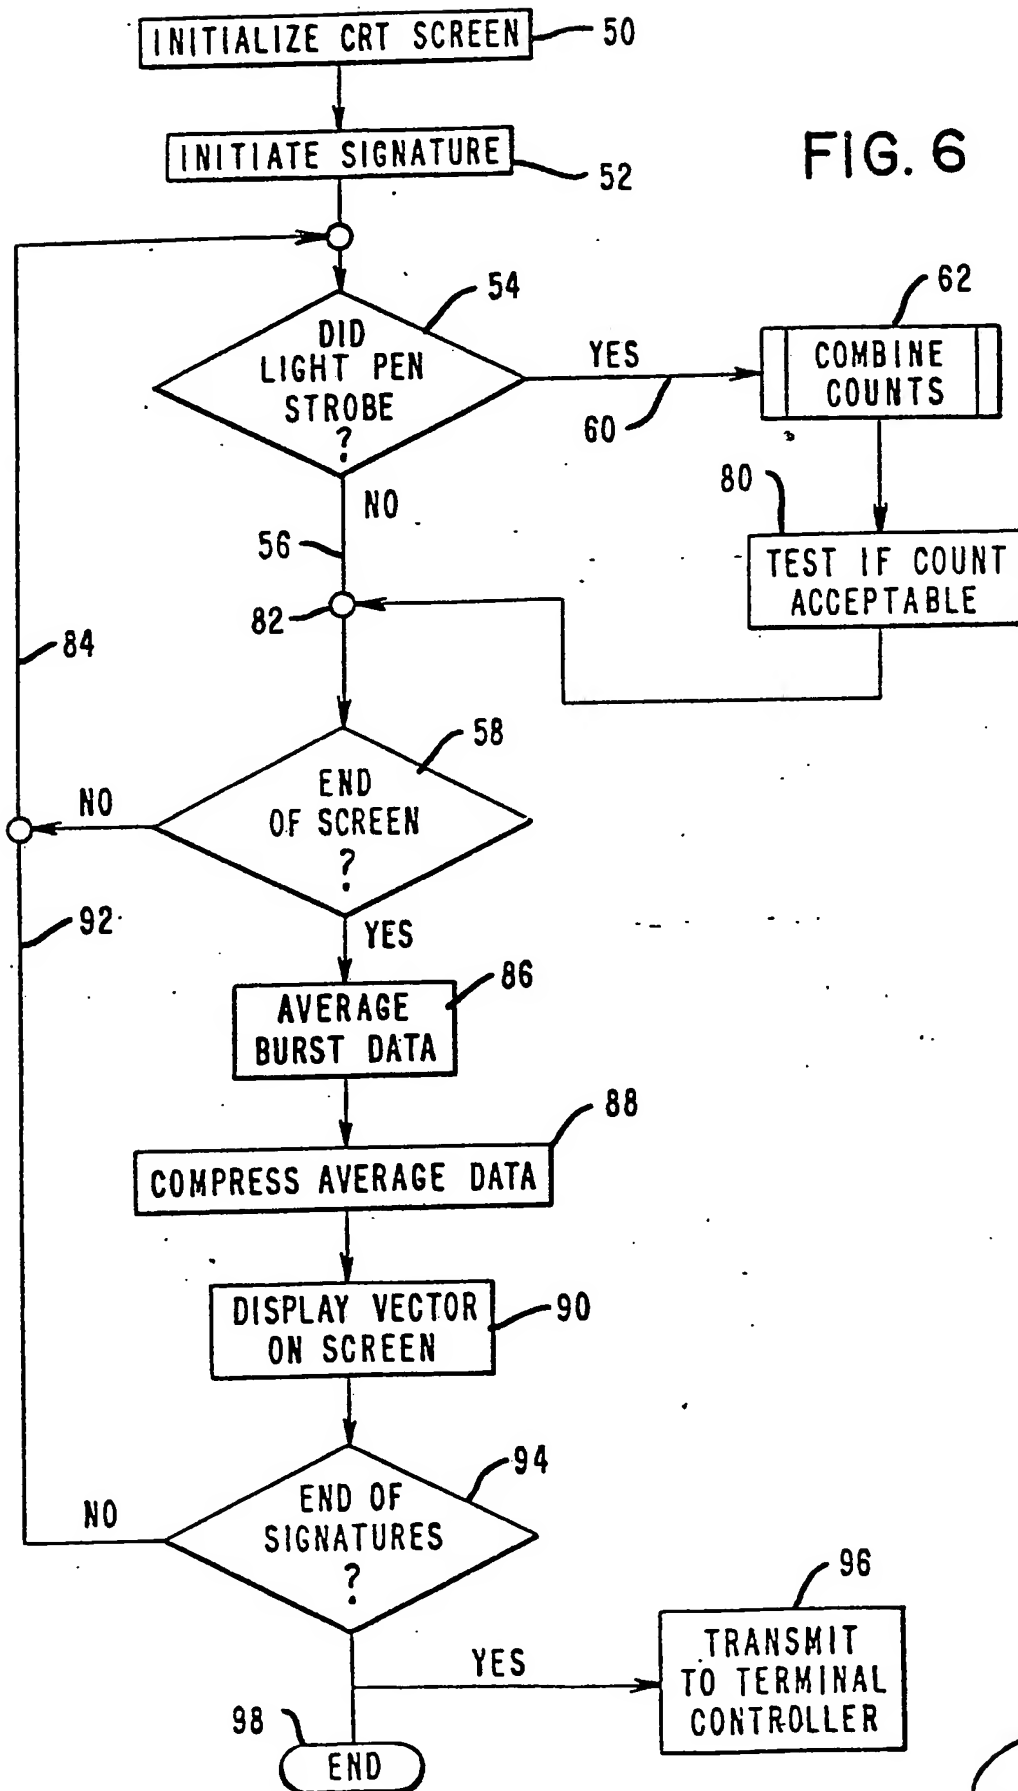 INITIALIZE CRT SCREEN
50
INITIATE SIGNATURE
52
FIG. 6
54
DID
LIGHT PEN
STROBE
?
YES
60
62
COMBINE
COUNTS
NO
56
80
TEST IF COUNT
ACCEPTABLE
82
84
58
END
OF SCREEN
?
NO
92
YES
86
AVERAGE
BURST DATA
88
COMPRESS AVERAGE DATA
DISPLAY VECTOR
ON SCREEN
90
94
END OF
SIGNATURES
?
NO
96
YES
TRANSMIT
TO TERMINAL
CONTROLLER
98
END